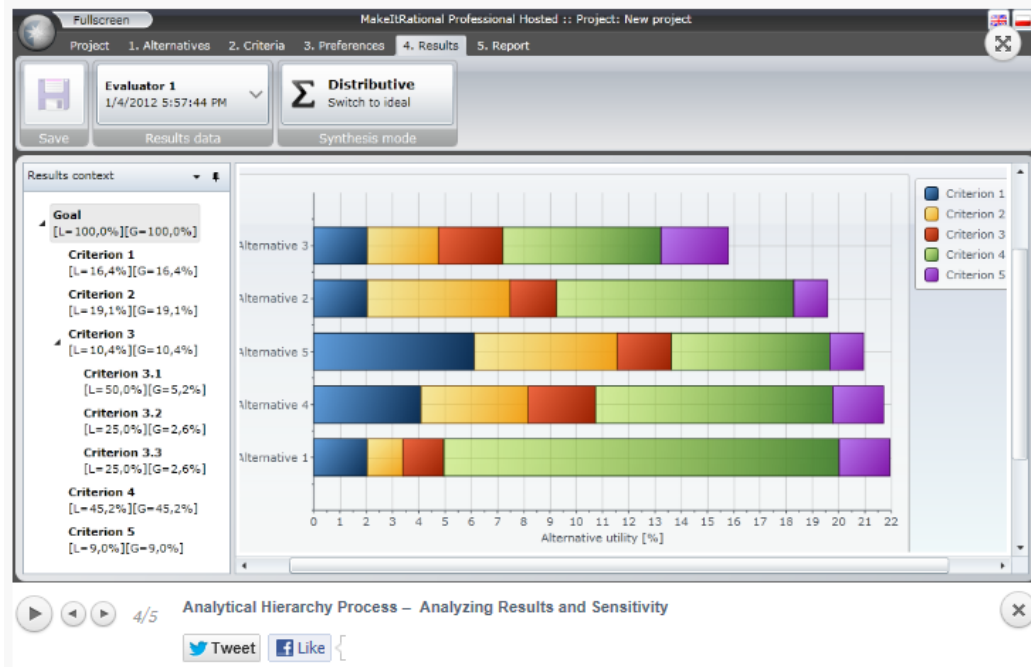 Fullscreen
MakeItRational Professional Hosted :: Project: New project
Project 1. Alternatives 2. Criteria 3. Preferences 4. Results 5. Report
Evaluator 1
1/4/2012 5:57:44 PM
Σ Distributive
Switch to ideal
Save
Results data
Synthesis mode
Results context
Goal
[L=100,0%][G=100,0%]
Criterion 1
[L=16,4%][G=16,4%]
Criterion 2
[L=19,1%][G=19,1%]
Criterion 3
[L=10,4%][G=10,4%]
Criterion 3.1
[L=50,0%][G=5,2%]
Criterion 3.2
[L=25,0%][G=2,6%]
Criterion 3.3
[L=25,0%][G=2,6%]
Criterion 4
[L=45,2%][G=45,2%]
Criterion 5
[L=9,0%][G=9,0%]
Alternative 3
Alternative 2
Alternative 5
Alternative 4
Alternative 1
0 1 2 3 4 5 6 7 8 9 10 11 12 13 14 15 16 17 18 19 20 21 22
Alternative utility [%]
Criterion 1
Criterion 2
Criterion 3
Criterion 4
Criterion 5
4/5
Analytical Hierarchy Process – Analyzing Results and Sensitivity
Tweet
f Like